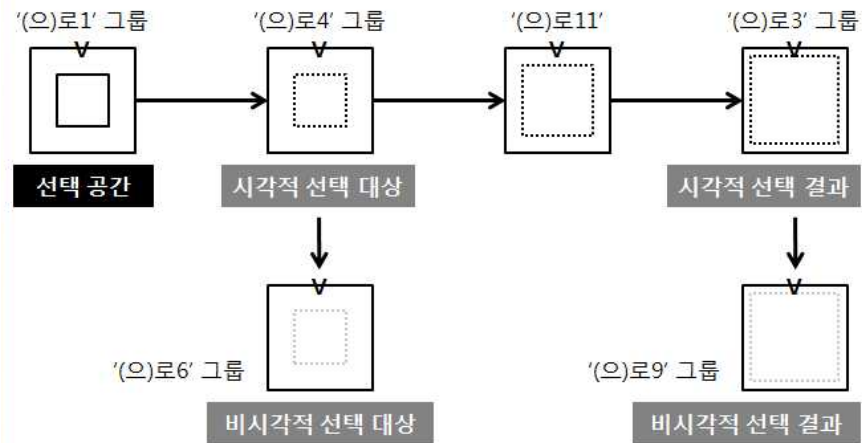 '(으)로1' 그룹
'(으)로4' 그룹
'(으)로11'
'(으)로3' 그룹
V
V
V
V
선택 공간
시각적 선택 대상
시각적 선택 결과
V
V
'(으)로6' 그룹
'(으)로9' 그룹
비시각적 선택 대상
비시각적 선택 결과